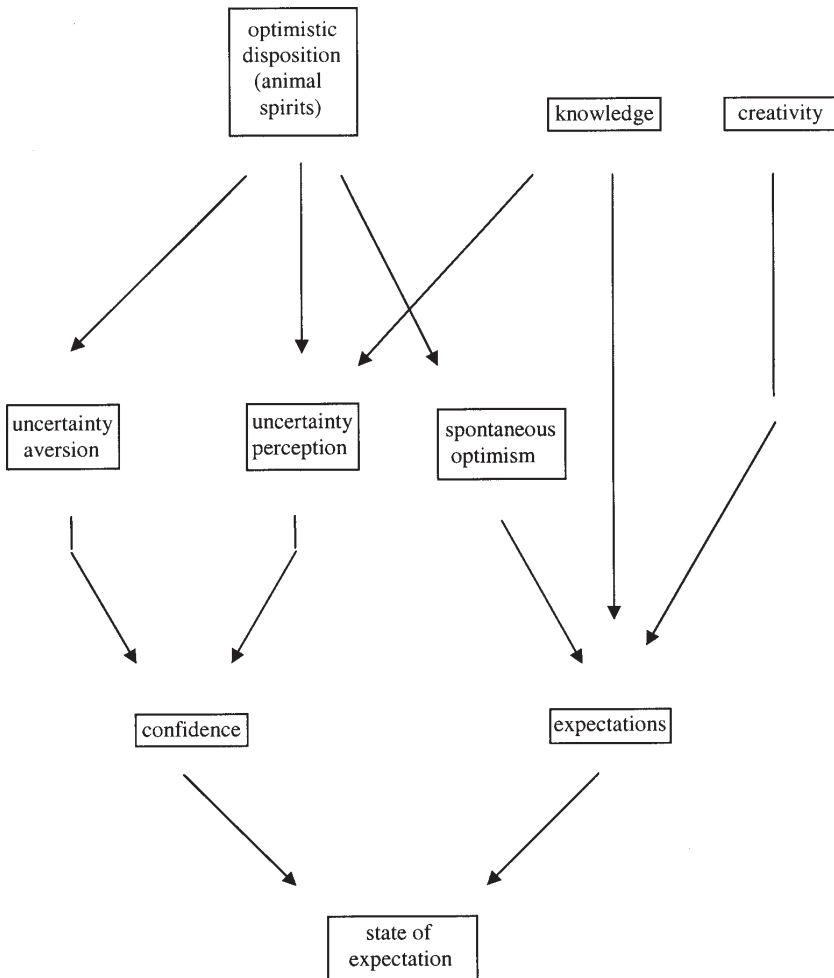 optimistic
disposition
(animal
spirits)
knowledge
creativity
uncertainty
aversion
uncertainty
perception
spontaneous
optimism
confidence
expectations
state of
expectation